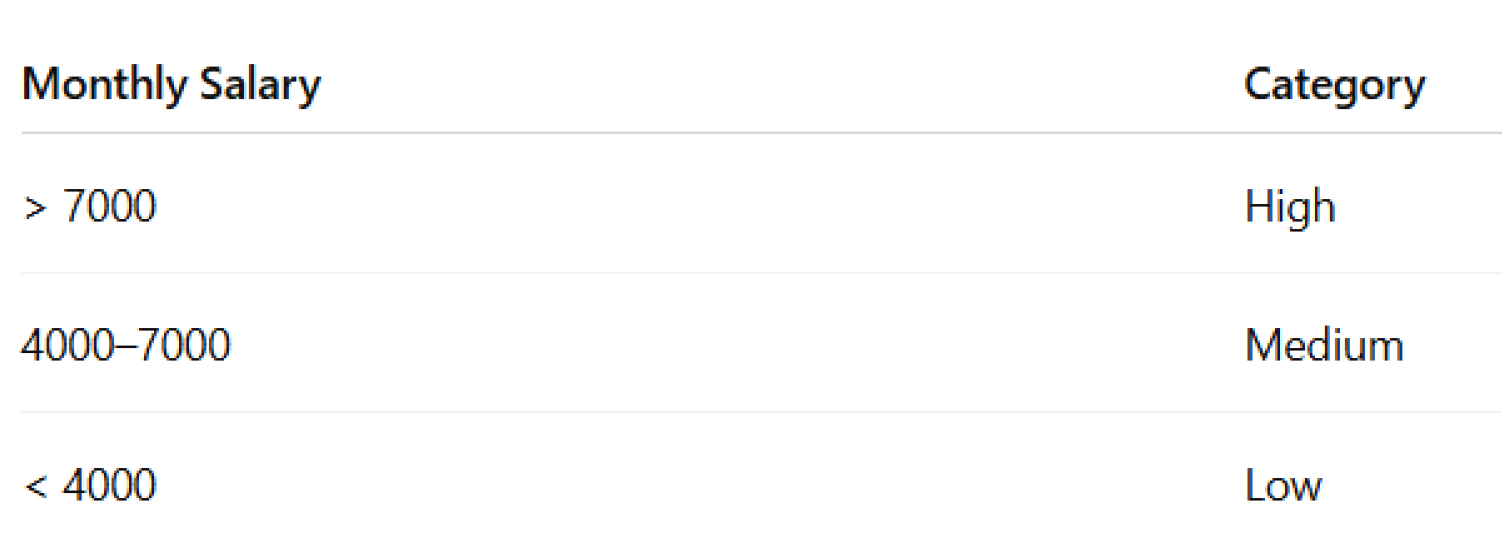 Monthly Salary Category
> 7000 High
4000–7000 Medium
< 4000 Low